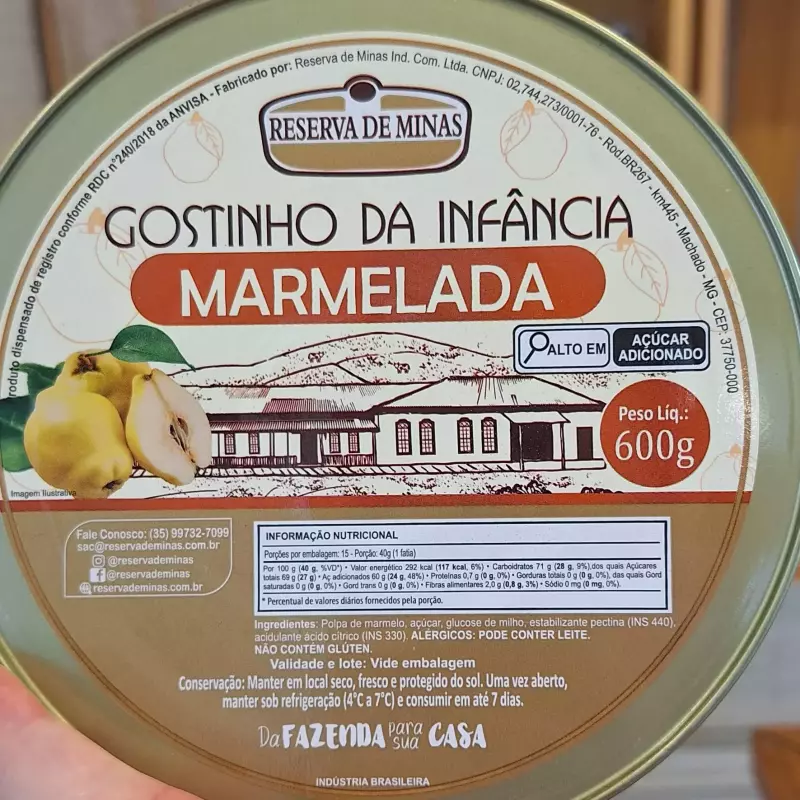 Produto dispensado de registro conforme RDC n°240/2018 da ANVISA - Fabricado por: Reserva de Minas Ind. Com. Ltda. CNPJ: 02,744,273/0001-76 - Rod.BR267 - km445 - Machado - MG - CEP: 37750-000
RESERVA DE MINAS
GOSTINHO DA INFÂNCIA
MARMELADA
ALTO EM AÇÚCAR ADICIONADO
Peso Líq.:
600g
Imagem Ilustrativa
Fale Conosco: (35) 99732-7099
sac@reservademinas.com.br
@reservademinas
@reservademinas
reservademinas.com.br
INFORMAÇÃO NUTRICIONAL
Porções por embalagem: 15 - Porção: 40g (1 fatia)
Por 100 g (40 g, %VD*) • Valor energético 292 kcal (117 kcal, 6%) • Carboidratos 71 g (28 g, 9%),dos quais Açúcares
totais 69 g (27 g) • Aç adicionados 60 g (24 g, 48%) • Proteínas 0,7 g (0 g, 0%) • Gorduras totais 0 g (0 g, 0%), das quais Gord
saturadas 0 g (0 g, 0%) • Gord trans 0 g (0 g, 0%) • Fibras alimentares 2,0 g (0,8 g, 3%) • Sódio 0 mg (0 mg, 0%).
* Percentual de valores diários fornecidos pela porção.
Ingredientes: Polpa de marmelo, açúcar, glucose de milho, estabilizante pectina (INS 440),
acidulante ácido cítrico (INS 330). ALÉRGICOS: PODE CONTER LEITE.
NÃO CONTÉM GLÚTEN.
Validade e lote: Vide embalagem
Conservação: Manter em local seco, fresco e protegido do sol. Uma vez aberto,
manter sob refrigeração (4°C a 7°C) e consumir em até 7 dias.
Da FAZENDA para sua CASA
INDÚSTRIA BRASILEIRA